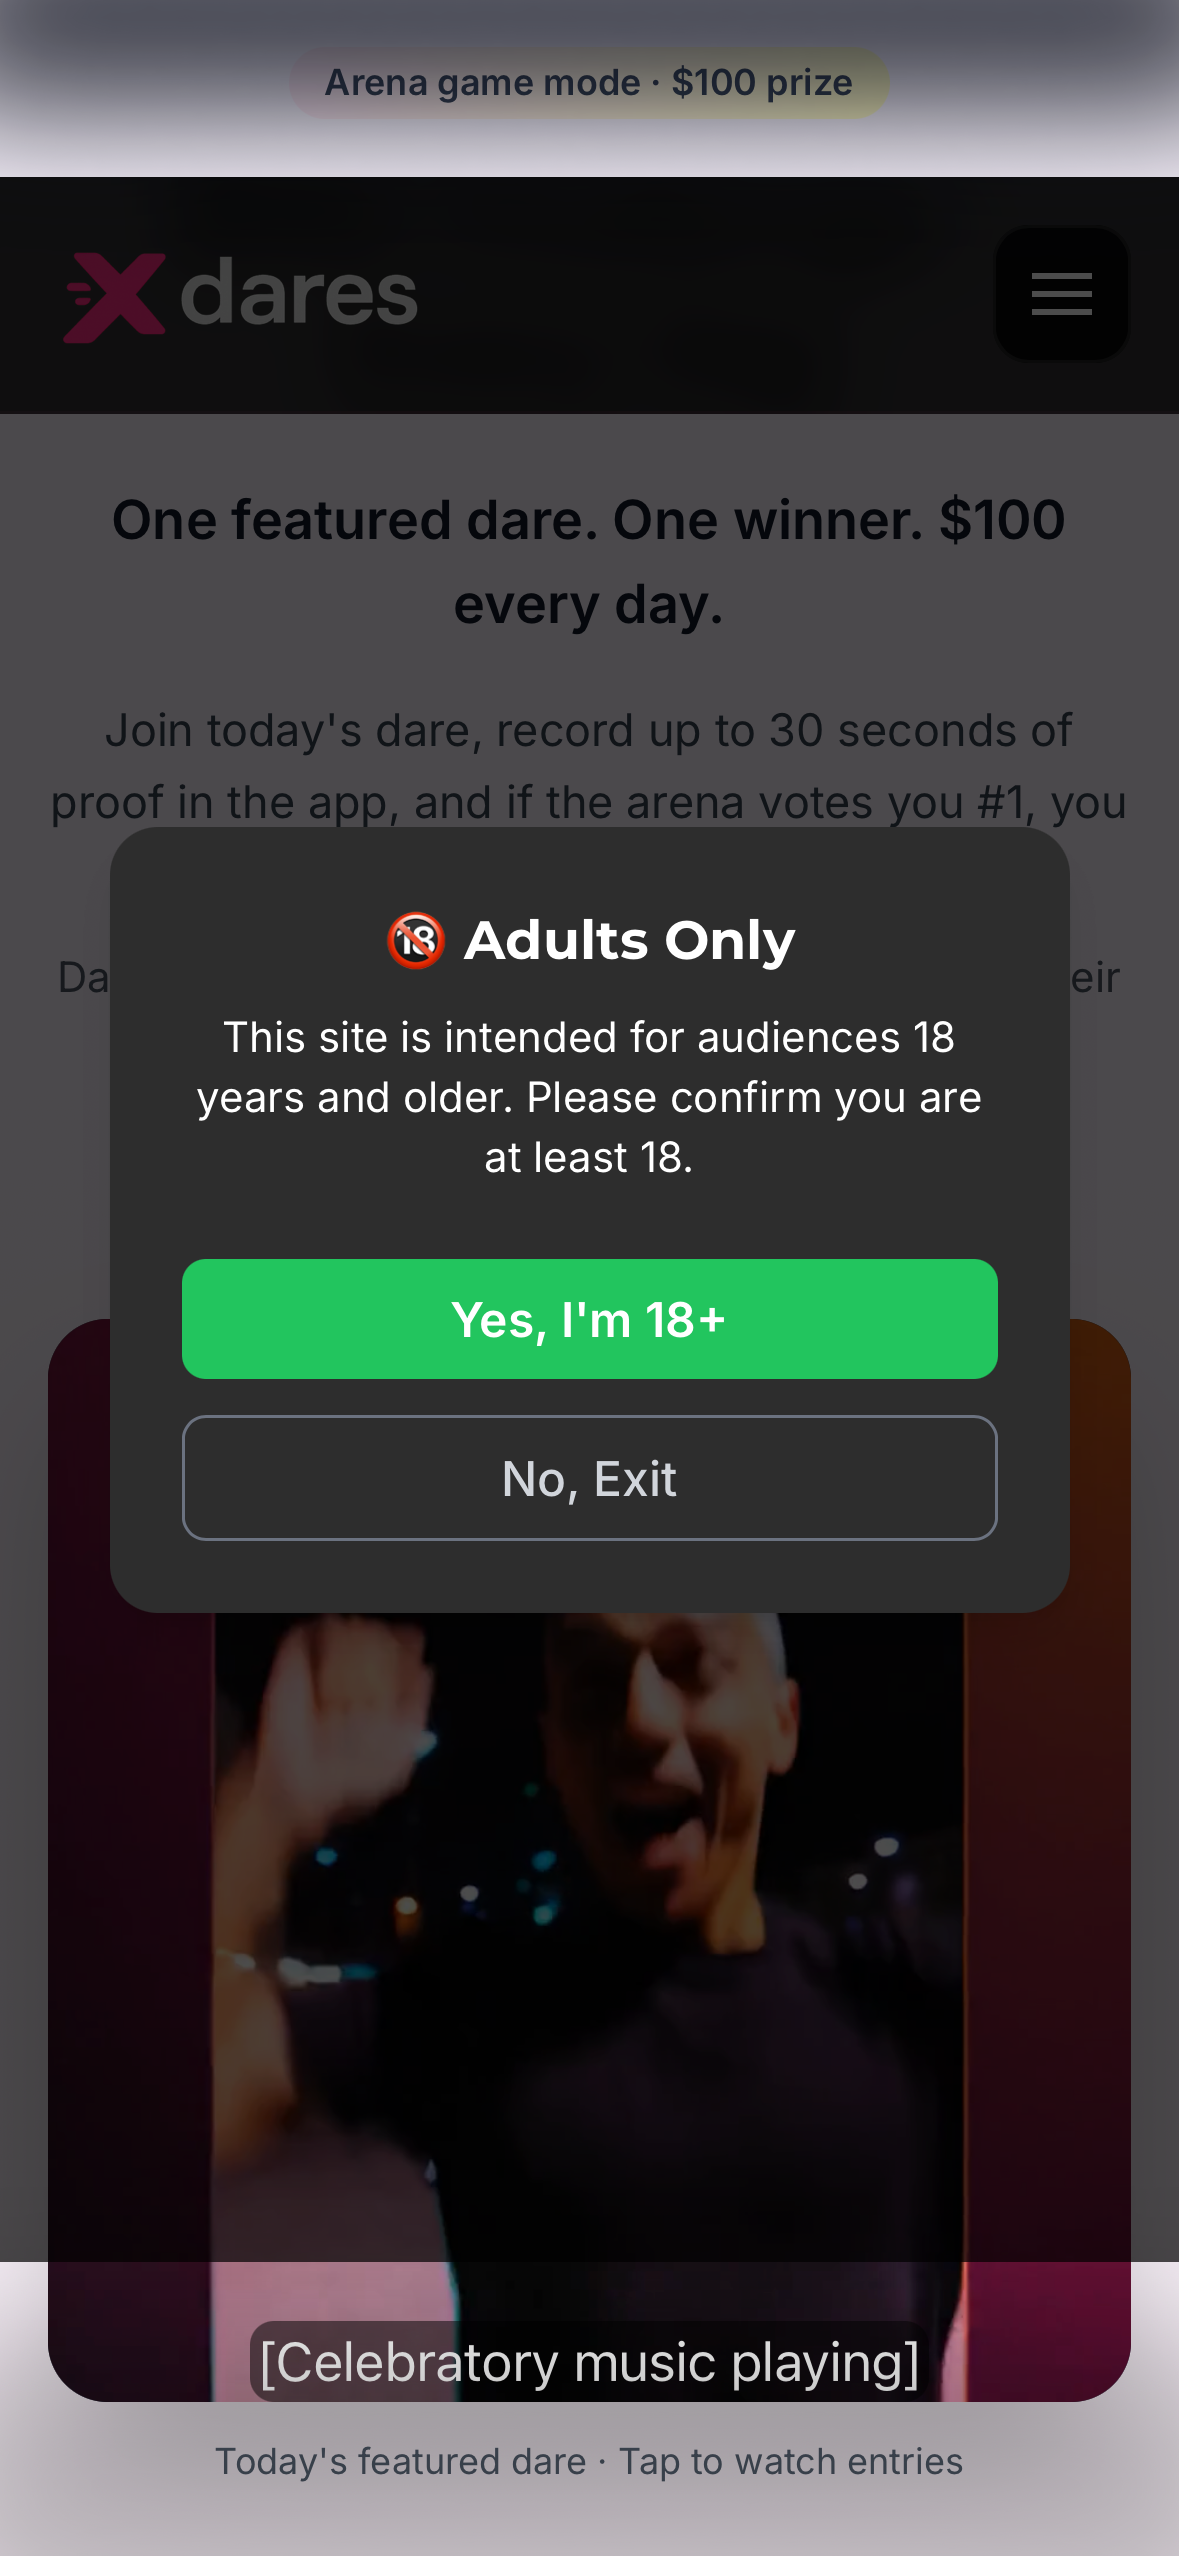 Arena game mode · $100 prize
X dares
One featured dare. One winner. $100
every day.
Join today's dare, record up to 30 seconds of
proof in the app, and if the arena votes you #1, you
Da
eir
🔞 Adults Only
This site is intended for audiences 18
years and older. Please confirm you are
at least 18.
Yes, I'm 18+
No, Exit
[Celebratory music playing]
Today's featured dare · Tap to watch entries